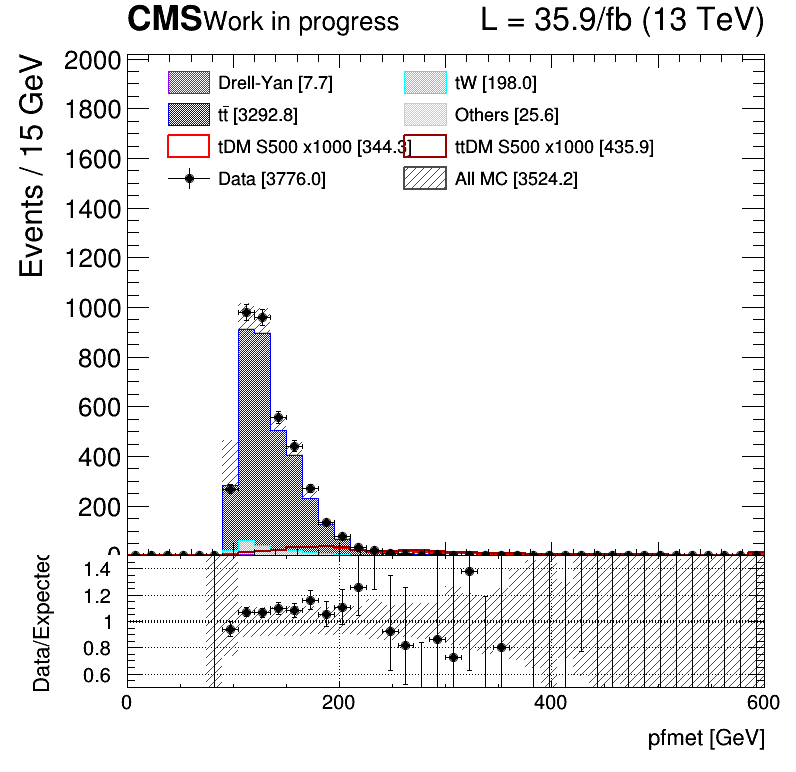 CMS Work in progress L = 35.9/fb (13 TeV)
Events / 15 GeV
2000
1800
1600
1400
1200
1000
800
600
400
200
0
Drell-Yan [7.7] tW [198.0]
tt̄ [3292.8] Others [25.6]
tDM S500 x1000 [344.3] ttDM S500 x1000 [435.9]
Data [3776.0] All MC [3524.2]
Data/Expected
1.4
1.2
1
0.8
0.6
0 200 400 600
pfmet [GeV]